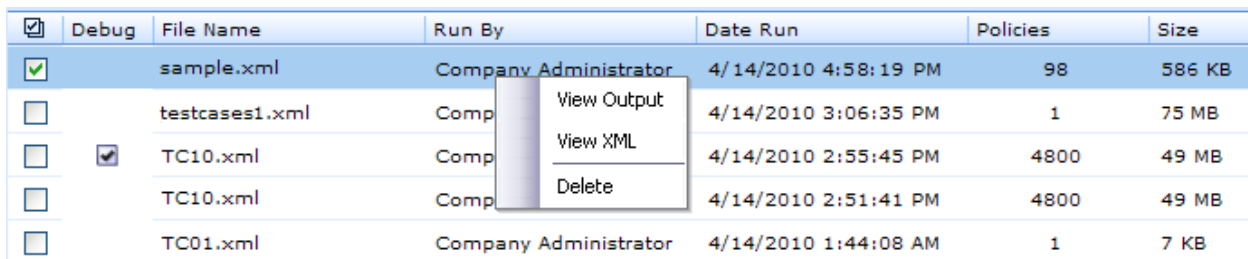 Debug File Name Run By Date Run Policies Size
sample.xml Company Administrator 4/14/2010 4:58:19 PM 98 586 KB
View Output
testcases1.xml Comp 4/14/2010 3:06:35 PM 1 75 MB
View XML
TC10.xml Comp 4/14/2010 2:55:45 PM 4800 49 MB
Delete
TC10.xml Comp 4/14/2010 2:51:41 PM 4800 49 MB
TC01.xml Company Administrator 4/14/2010 1:44:08 AM 1 7 KB